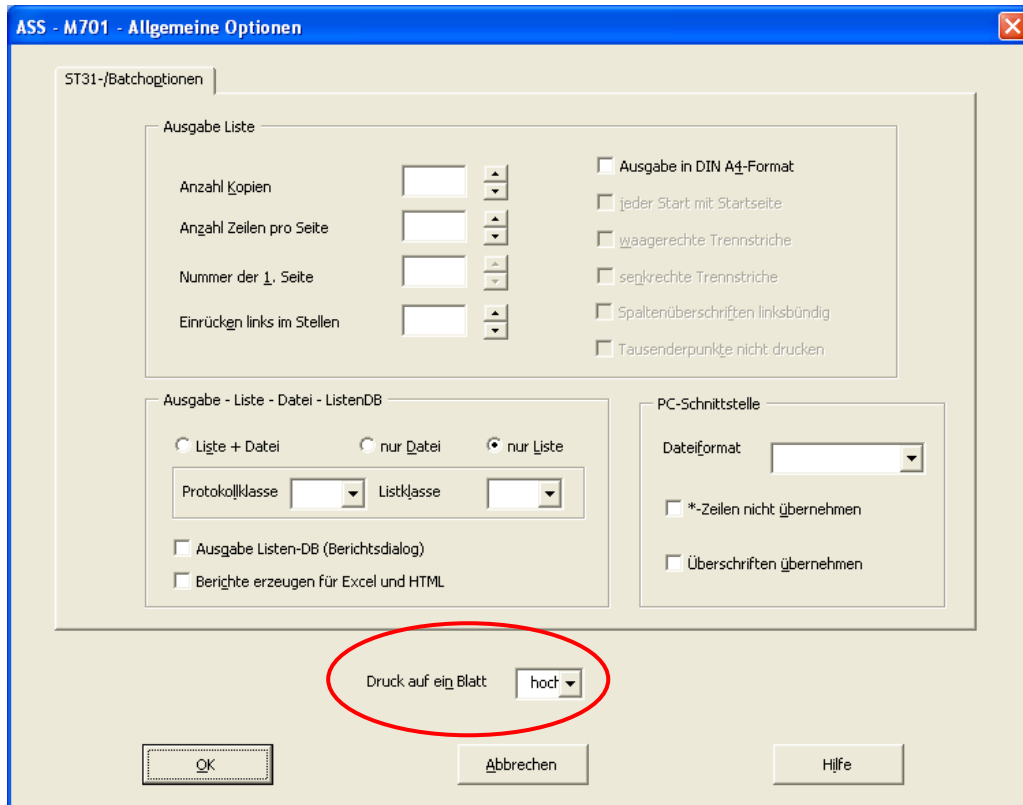 ASS - M701 - Allgemeine Optionen
ST31-/Batchoptionen
Ausgabe Liste
Anzahl Kopien
Anzahl Zeilen pro Seite
Nummer der 1. Seite
Einrücken links im Stellen
Ausgabe in DIN A4-Format
jeder Start mit Startseite
waagerechte Trennstriche
senkrechte Trennstriche
Spaltenüberschriften linksbündig
Tausenderpunkte nicht drucken
Ausgabe - Liste - Datei - ListenDB
Liste + Datei nur Datei nur Liste
Protokollklasse Listklasse
Ausgabe Listen-DB (Berichtsdialog)
Berichte erzeugen für Excel und HTML
PC-Schnittstelle
Dateiformat
*-Zeilen nicht übernehmen
Überschriften übernehmen
Druck auf ein Blatt hoch
OK Abbrechen Hilfe